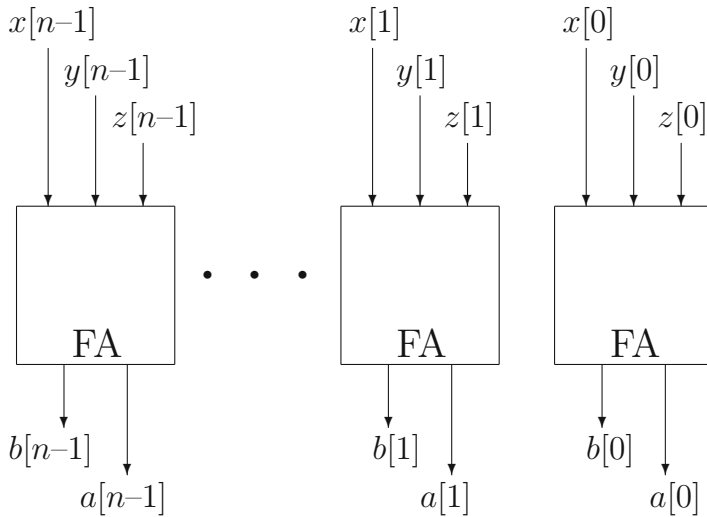 x[n–1] x[1] x[0]
y[n–1] y[1] y[0]
z[n–1] z[1] z[0]
FA FA FA
b[n–1] b[1] b[0]
a[n–1] a[1] a[0]